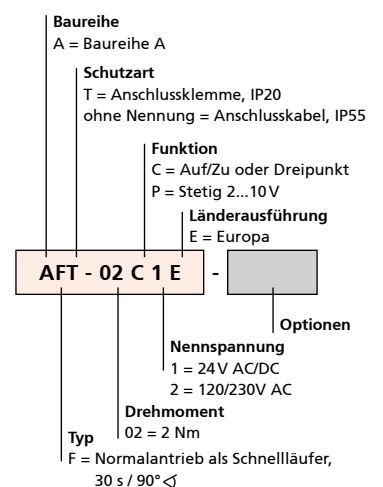 Baureihe
A = Baureihe A
Schutzart
T = Anschlussklemme, IP20
ohne Nennung = Anschlusskabel, IP55
Funktion
C = Auf/Zu oder Dreipunkt
P = Stetig 2...10 V
Länderausführung
E = Europa
AFT - 02 C 1 E -
Optionen
Nennspannung
1 = 24 V AC/DC
2 = 120/230V AC
Drehmoment
02 = 2 Nm
Typ
F = Normalantrieb als Schnellläufer,
30 s / 90° ∢